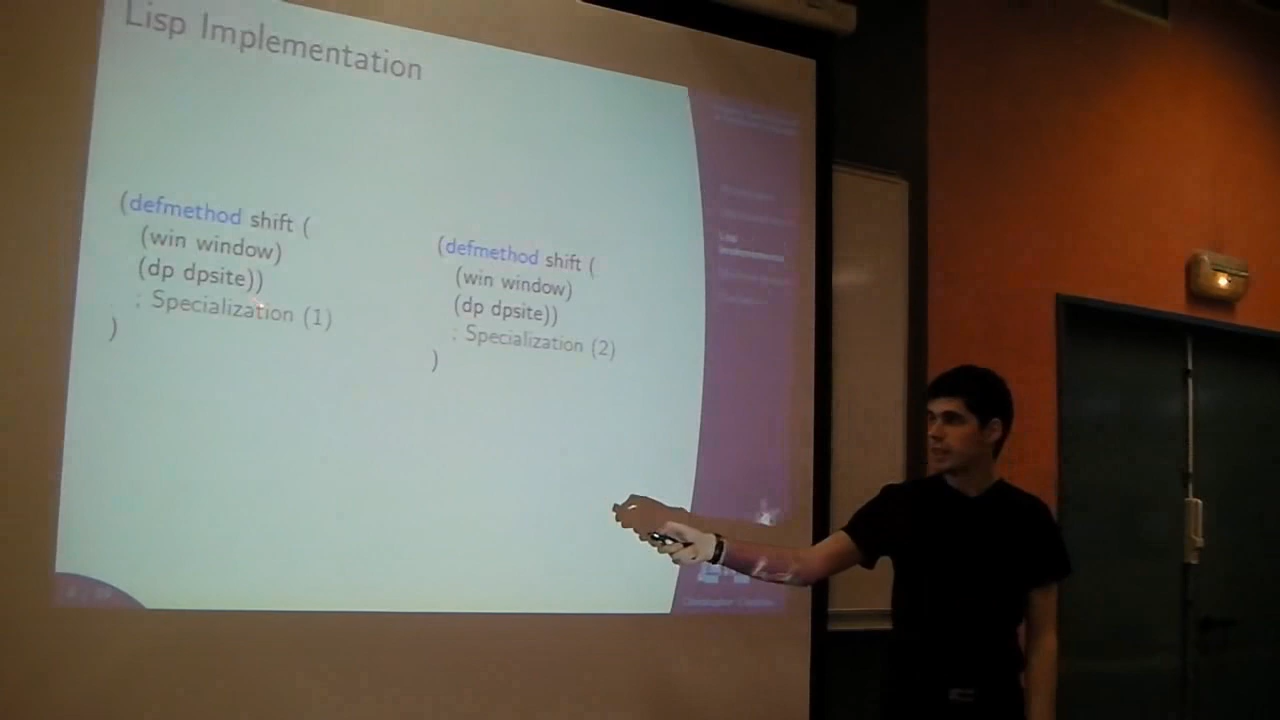 Lisp Implementation
(defmethod shift (
(win window)
(dp dpsite))
; Specialization (1)
)
(defmethod shift (
(win window)
(dp dpsite))
; Specialization (2)
)